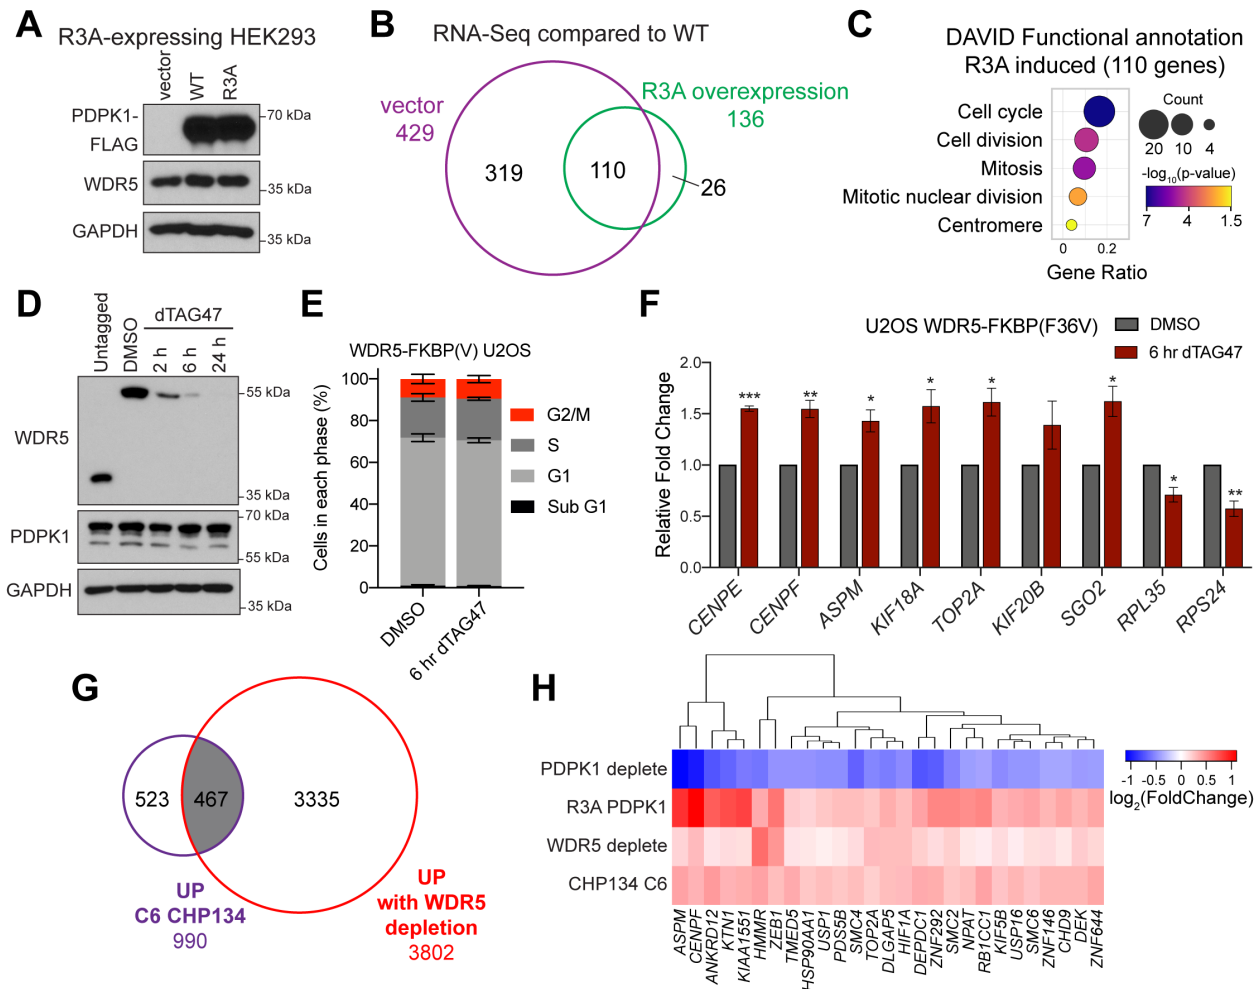 A
R3A-expressing HEK293
vector
WT
R3A
PDPK1-
FLAG
70 kDa
WDR5
35 kDa
GAPDH
35 kDa
B
RNA-Seq compared to WT
vector
429
R3A overexpression
136
319
110
26
C
DAVID Functional annotation
R3A induced (110 genes)
Cell cycle
Cell division
Mitosis
Mitotic nuclear division
Centromere
0
0.2
Gene Ratio
Count
20
10
4
-log10(p-value)
7
4
1.5
D
Untagged
DMSO
dTAG47
2 h
6 h
24 h
WDR5
55 kDa
35 kDa
PDPK1
70 kDa
55 kDa
GAPDH
35 kDa
E
WDR5-FKBP(V) U2OS
Cells in each phase (%)
100
80
60
40
20
0
DMSO
6 hr dTAG47
G2/M
S
G1
Sub G1
F
U2OS WDR5-FKBP(F36V)
DMSO
6 hr dTAG47
Relative Fold Change
2.0
1.5
1.0
0.5
0.0
***
**
*
*
*
*
*
**
CENPE
CENPF
ASPM
KIF18A
TOP2A
KIF20B
SGO2
RPL35
RPS24
G
523
467
3335
UP
C6 CHP134
990
UP
with WDR5
depletion
3802
H
PDPK1 deplete
R3A PDPK1
WDR5 deplete
CHP134 C6
-1
-0.5
0
0.5
1
log2(FoldChange)
ASPM
CENPF
ANKRD12
KTN1
KIAA1551
HMMR
ZEB1
TMED5
HSP90AA1
USP1
PDS5B
SMC4
TOP2A
DLGAP5
HIF1A
DEPDC1
ZNF292
SMC2
NPAT
RB1CC1
KIF5B
USP16
SMC6
ZNF146
CHD9
DEK
ZNF644